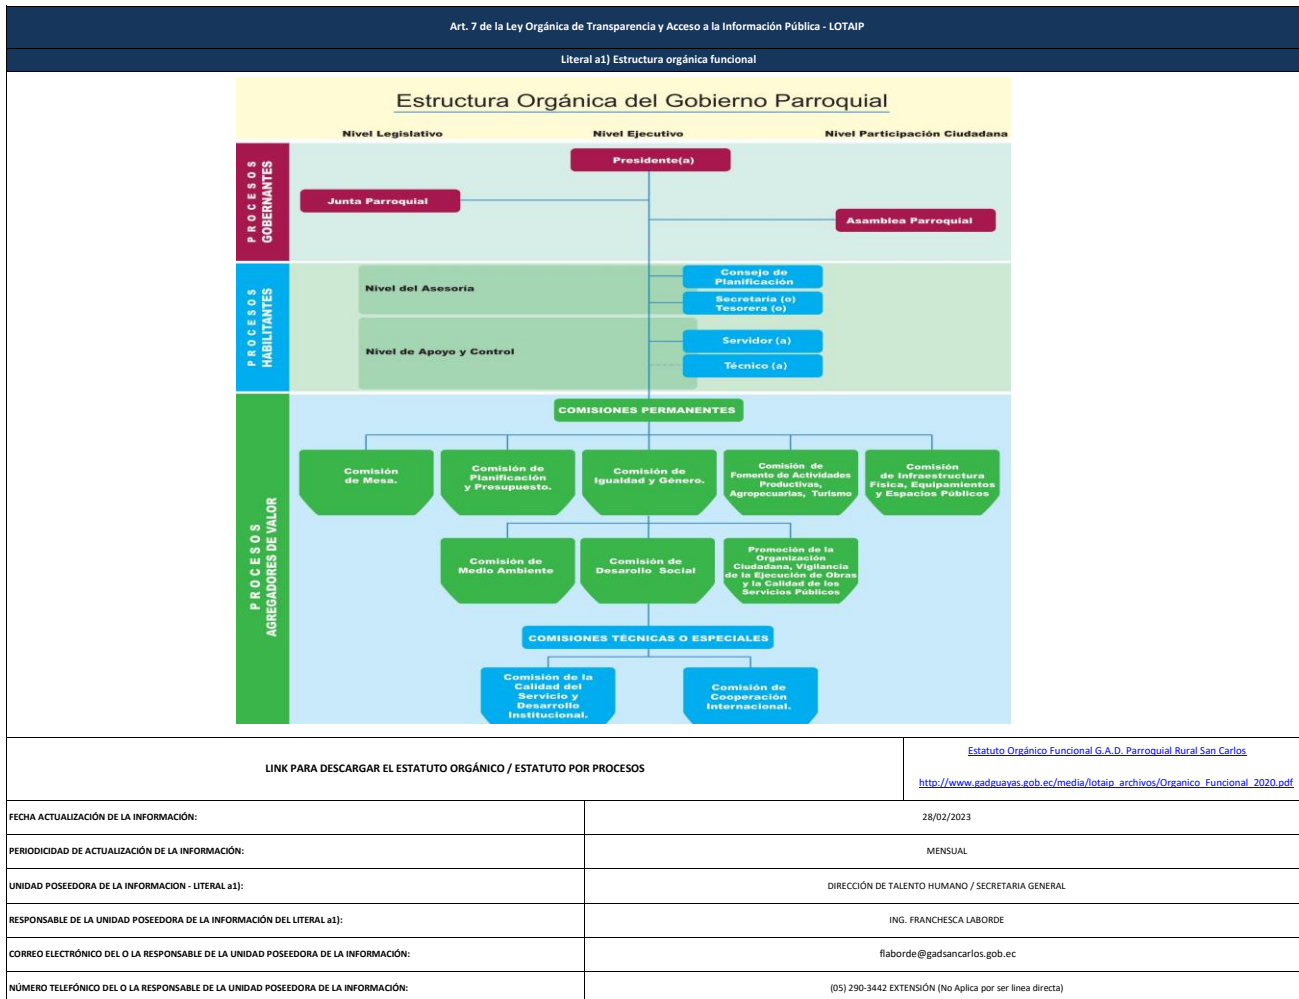 Art. 7 de la Ley Orgánica de Transparencia y Acceso a la Información Pública - LOTAIP
Literal a1) Estructura orgánica funcional
Estructura Orgánica del Gobierno Parroquial
Nivel Legislativo
Nivel Ejecutivo
Nivel Participación Ciudadana
PROCESOS
GOBERNANTES
Presidente(a)
Junta Parroquial
Asamblea Parroquial
PROCESOS
HABILITANTES
Nivel del Asesoría
Consejo de
Planificación
Secretaría (o)
Tesorera (o)
Nivel de Apoyo y Control
Servidor (a)
Técnico (a)
PROCESOS
AGREGADORES DE VALOR
COMISIONES PERMANENTES
Comisión
de Mesa.
Comisión de
Planificación
y Presupuesto.
Comisión de
Igualdad y Género.
Comisión de
Fomento de Actividades
Productivas,
Agropecuarias, Turismo
Comisión
de Infraestructura
Física, Equipamientos
y Espacios Públicos
Comisión de
Medio Ambiente
Comisión de
Desarollo Social
Promoción de la
Organización
Ciudadana, Vigilancia
de la Ejecución de Obras
y la Calidad de los
Servicios Públicos
COMISIONES TÉCNICAS O ESPECIALES
Comisión de la
Calidad del
Servicio y
Desarrollo
Institucional.
Comisión de
Cooperación
Internacional.
LINK PARA DESCARGAR EL ESTATUTO ORGÁNICO / ESTATUTO POR PROCESOS
Estatuto Orgánico Funcional G.A.D. Parroquial Rural San Carlos
http://www.gadguayas.gob.ec/media/lotaip_archivos/Organico_Funcional_2020.pdf
FECHA ACTUALIZACIÓN DE LA INFORMACIÓN:
28/02/2023
PERIODICIDAD DE ACTUALIZACIÓN DE LA INFORMACIÓN:
MENSUAL
UNIDAD POSEEDORA DE LA INFORMACION - LITERAL a1):
DIRECCIÓN DE TALENTO HUMANO / SECRETARIA GENERAL
RESPONSABLE DE LA UNIDAD POSEEDORA DE LA INFORMACIÓN DEL LITERAL a1):
ING. FRANCHESCA LABORDE
CORREO ELECTRÓNICO DEL O LA RESPONSABLE DE LA UNIDAD POSEEDORA DE LA INFORMACIÓN:
flaborde@gadsancarlos.gob.ec
NÚMERO TELEFÓNICO DEL O LA RESPONSABLE DE LA UNIDAD POSEEDORA DE LA INFORMACIÓN:
(05) 290-3442 EXTENSIÓN (No Aplica por ser linea directa)